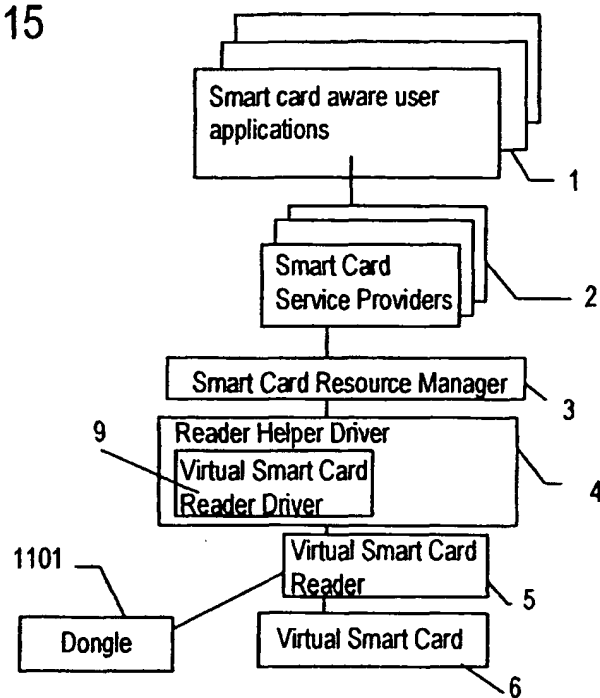 15
Smart card aware user
applications
1
Smart Card
Service Providers
2
Smart Card Resource Manager
3
Reader Helper Driver
9
Virtual Smart Card
Reader Driver
4
1101
Virtual Smart Card
Reader
5
Dongle
Virtual Smart Card
6